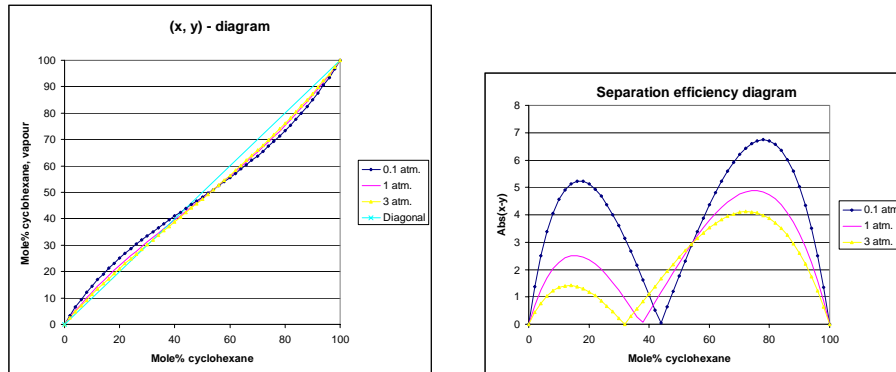 (x, y) - diagram
Mole% cyclohexane, vapour
100
90
80
70
60
50
40
30
20
10
0
0 20 40 60 80 100
Mole% cyclohexane
0.1 atm.
1 atm.
3 atm.
Diagonal
Separation efficiency diagram
Abs(x-y)
8
7
6
5
4
3
2
1
0
0 20 40 60 80 100
Mole% cyclohexane
0.1 atm.
1 atm.
3 atm.